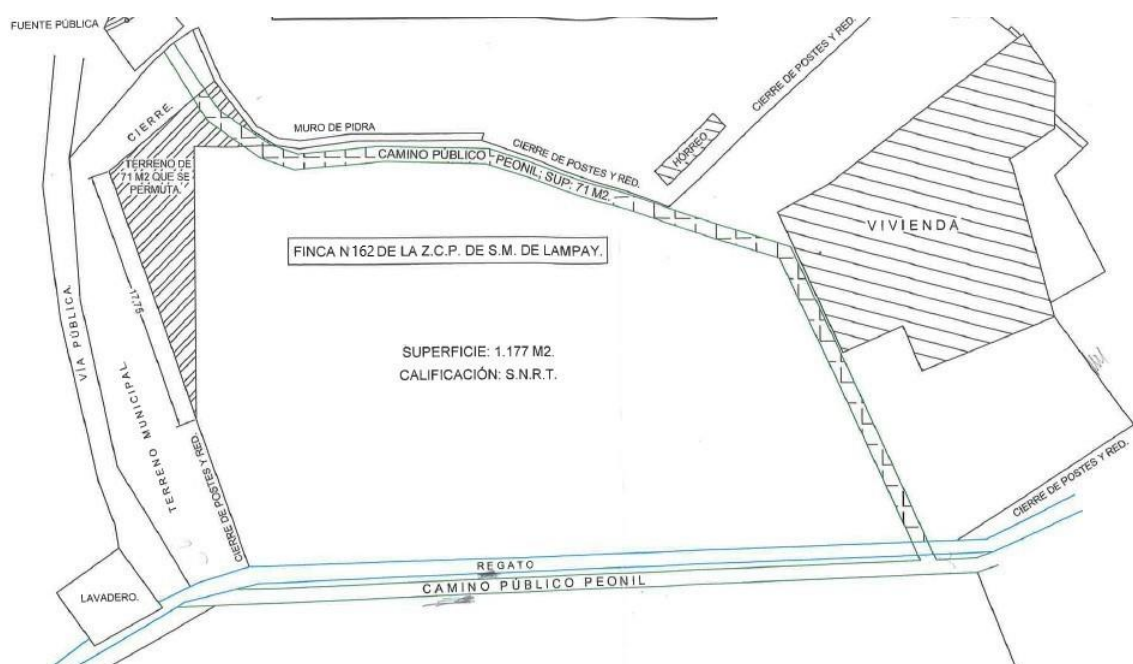 FUENTE PÚBLICA
CIERRE.
MURO DE PIDRA
CIERRE DE POSTES Y RED.
HÓRREO
CIERRE DE POSTES Y RED.
CAMINO PÚBLICO PEONIL; SUP: 71 M2.
TERRENO DE
71 M2 QUE SE
PERMUTA.
VIVIENDA
FINCA N 162 DE LA Z.C.P. DE S.M. DE LAMPAY.
17,75
VÍA PÚBLICA.
SUPERFICIE: 1.177 M2.
CALIFICACIÓN: S.N.R.T.
TERRENO MUNICIPAL
CIERRE DE POSTES Y RED.
CIERRE DE POSTES Y RED.
REGATO
CAMINO PÚBLICO PEONIL
LAVADERO.